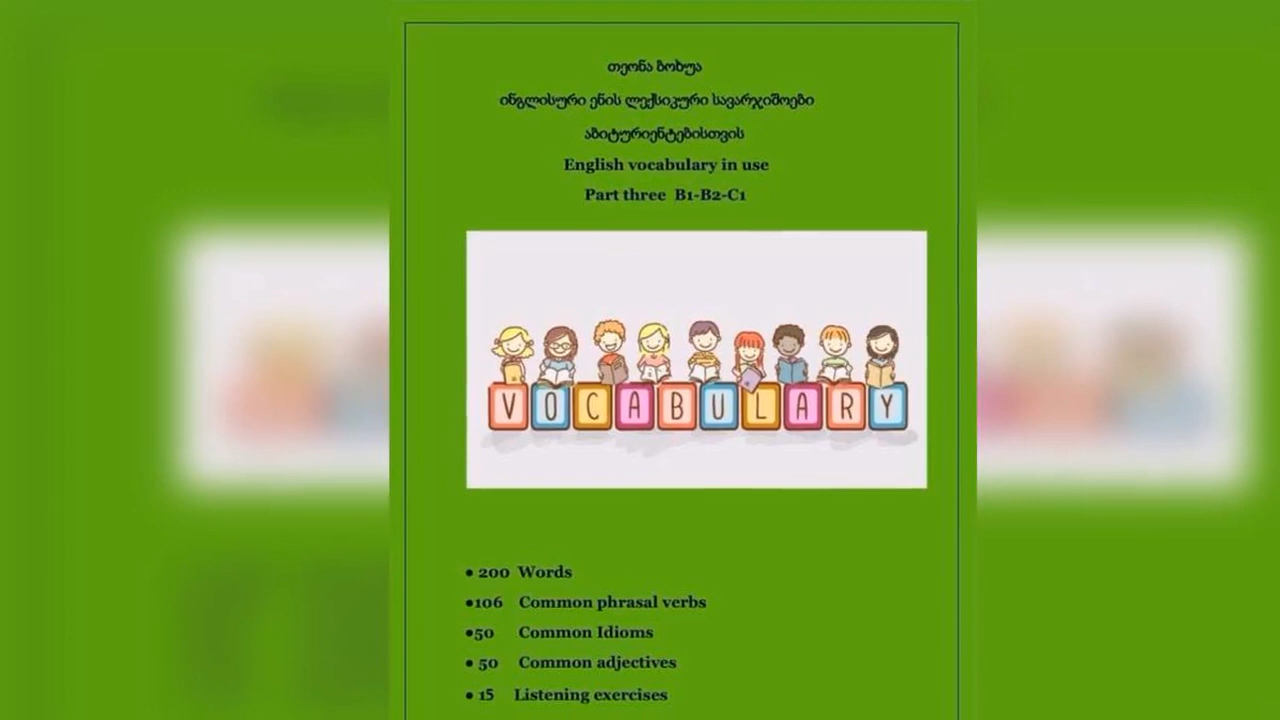 თეონა ზოხუა
ინგლისური ენის ლექსიკური სავარჯიშოები
აბიტურიენტებისთვის
English vocabulary in use
Part three B1-B2-C1
VOCABULARY
● 200 Words
●106 Common phrasal verbs
●50 Common Idioms
● 50 Common adjectives
● 15 Listening exercises